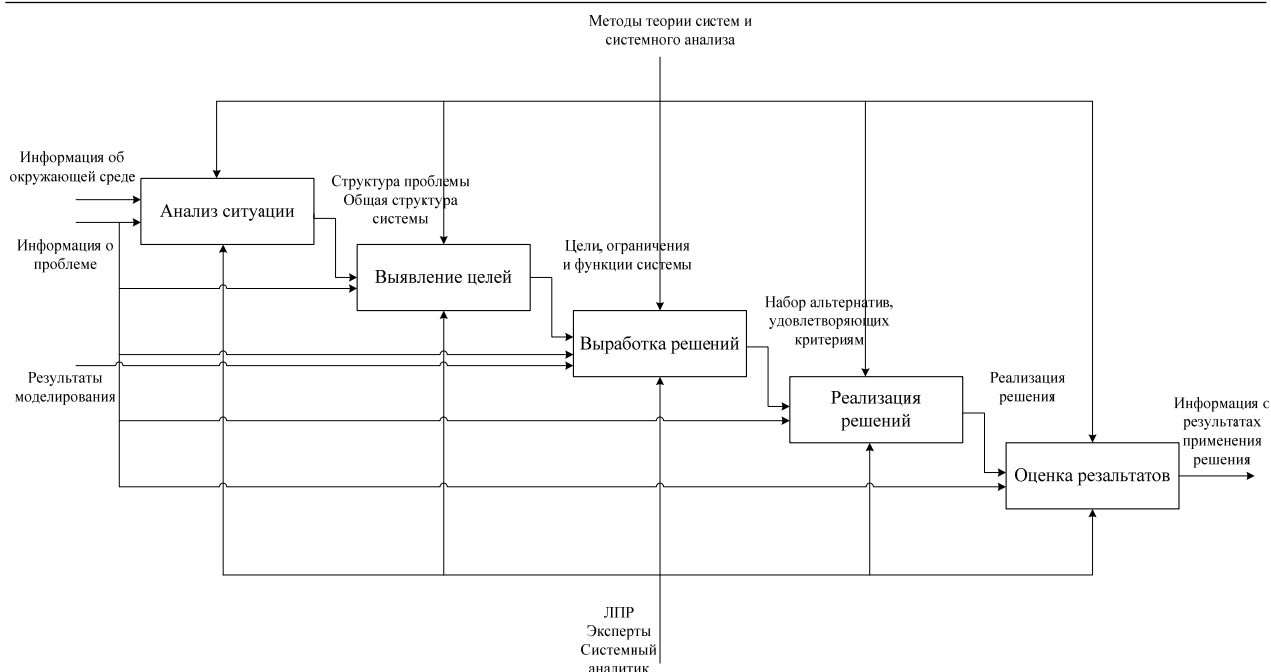 Методы теории систем и
системного анализа
Информация об
окружающей среде
Анализ ситуации
Информация о
проблеме
Структура проблемы
Общая структура
системы
Выявление целей
Цели, ограничения
и функции системы
Выработка решений
Результаты
моделирования
Набор альтернатив,
удовлетворяющих
критериям
Реализация
решений
Реализация
решения
Оценка резальтатов
Информация о
результатах
применения
решения
ЛПР
Эксперты
Системный
аналитик